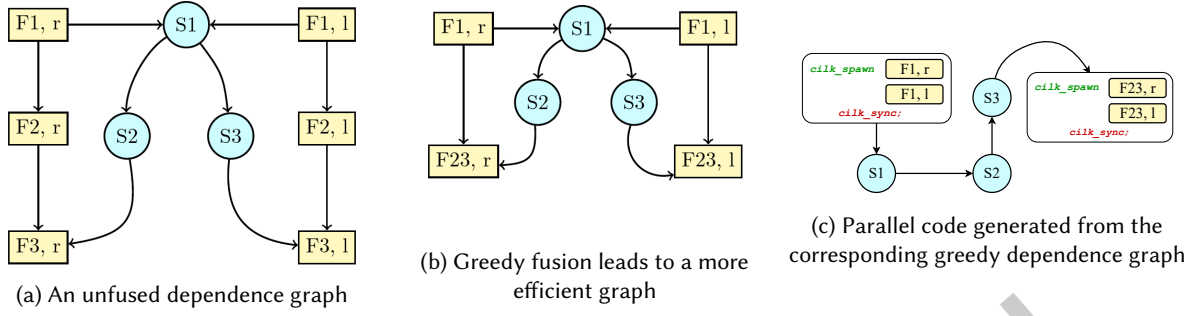 F1, r
S1
F1, l
F2, r
S2
S3
F2, l
F3, r
F3, l
(a) An unfused dependence graph
F1, r
S1
F1, l
S2
S3
F23, r
F23, l
(b) Greedy fusion leads to a more
efficient graph
cilk_spawn
F1, r
F1, l
cilk_sync;
S1
S2
S3
cilk_spawn
F23, r
F23, l
cilk_sync;
(c) Parallel code generated from the
corresponding greedy dependence graph